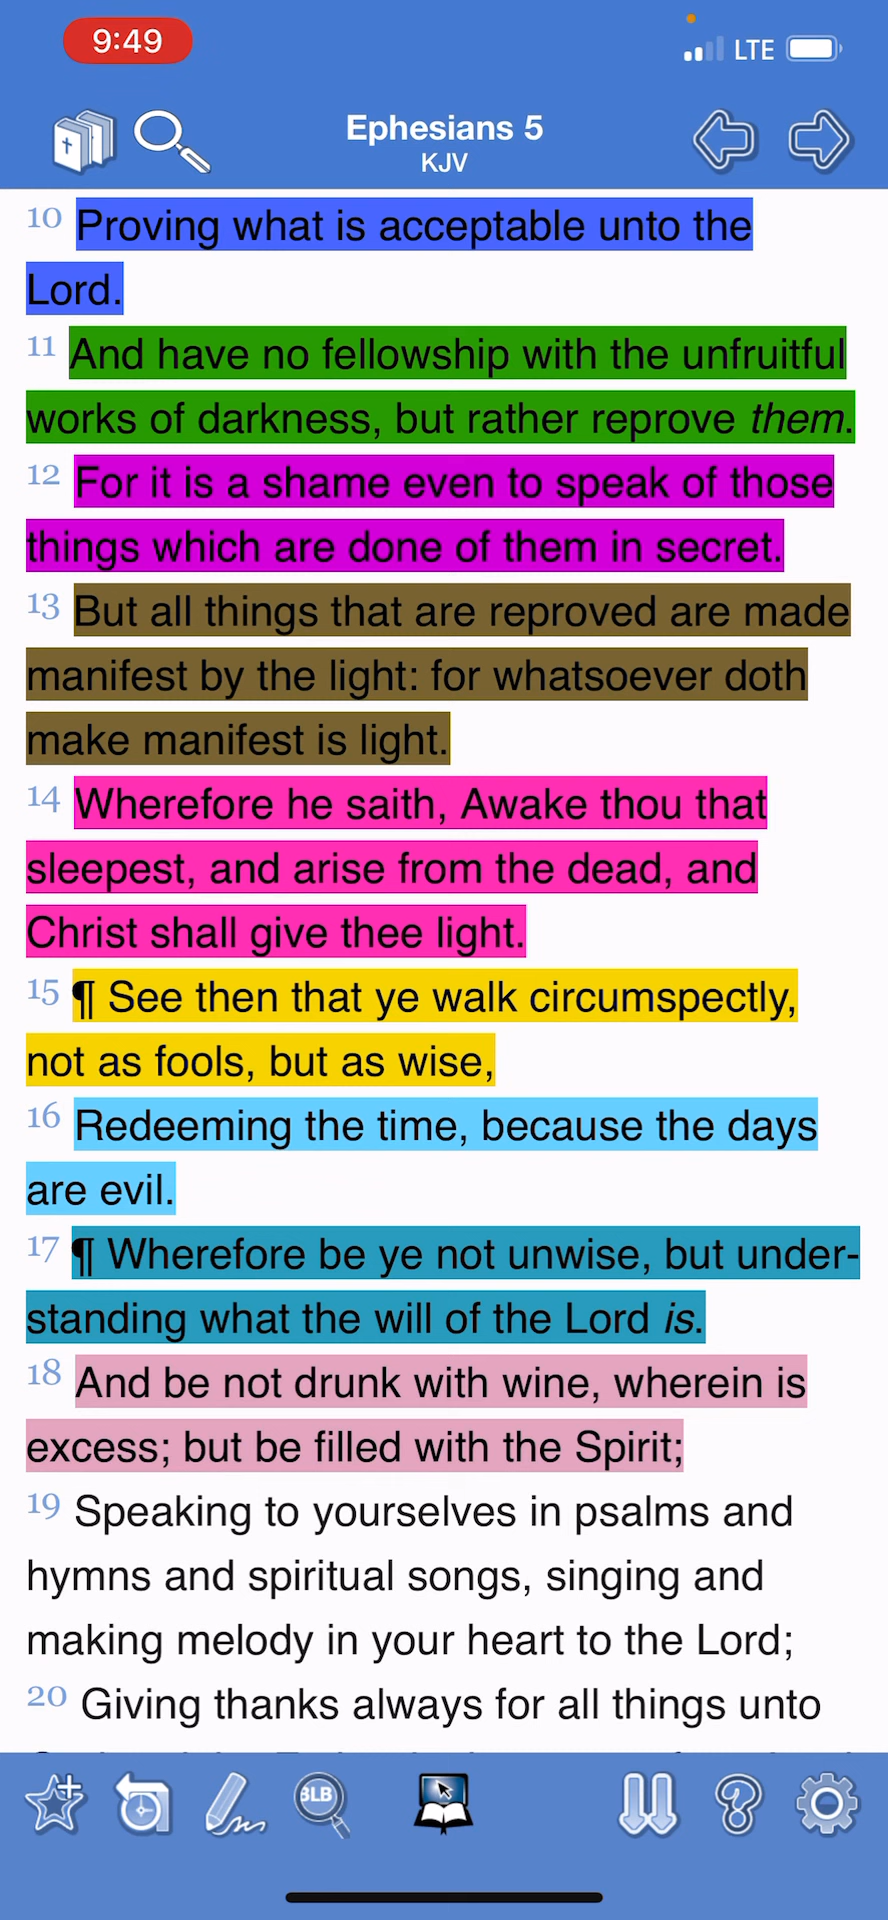 9:49
LTE
Ephesians 5
KJV
10 Proving what is acceptable unto the
Lord.
11 And have no fellowship with the unfruitful
works of darkness, but rather reprove them.
12 For it is a shame even to speak of those
things which are done of them in secret.
13 But all things that are reproved are made
manifest by the light: for whatsoever doth
make manifest is light.
14 Wherefore he saith, Awake thou that
sleepest, and arise from the dead, and
Christ shall give thee light.
15 ¶ See then that ye walk circumspectly,
not as fools, but as wise,
16 Redeeming the time, because the days
are evil.
17 ¶ Wherefore be ye not unwise, but under-
standing what the will of the Lord is.
18 And be not drunk with wine, wherein is
excess; but be filled with the Spirit;
19 Speaking to yourselves in psalms and
hymns and spiritual songs, singing and
making melody in your heart to the Lord;
20 Giving thanks always for all things unto
BLB